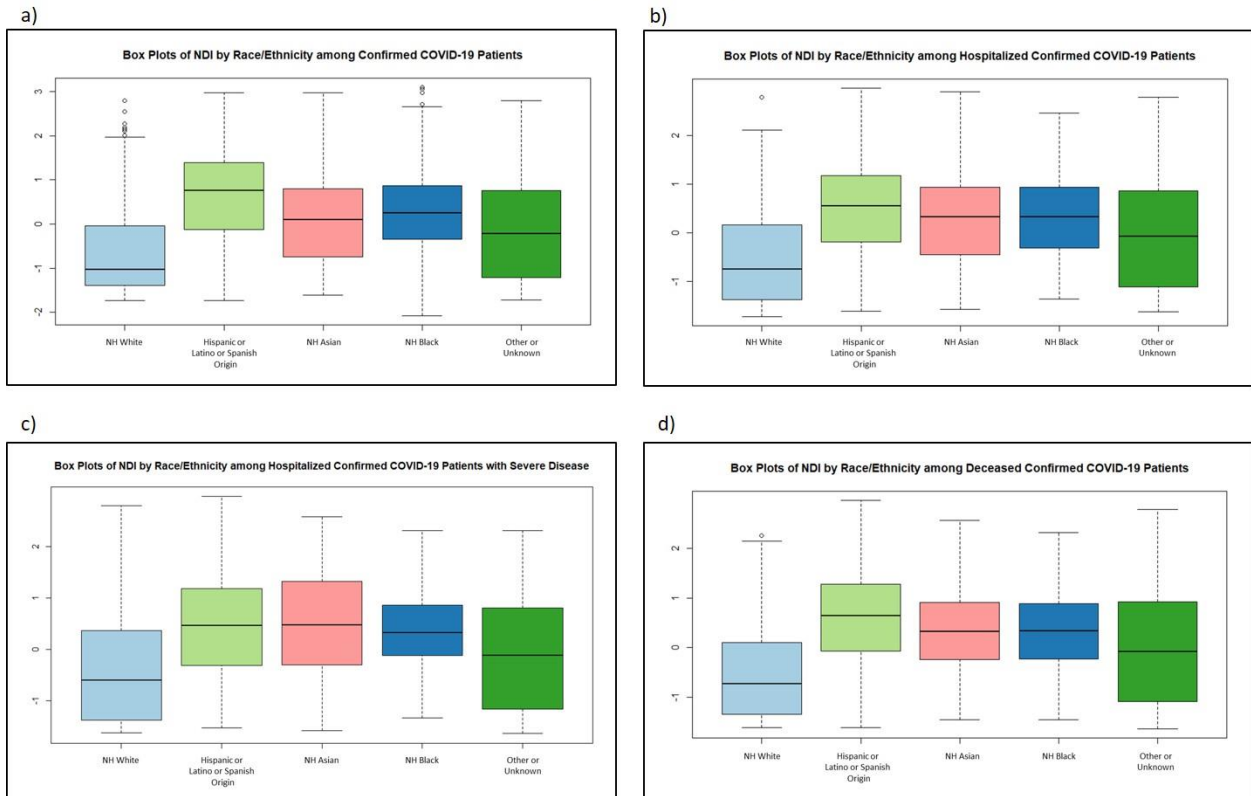 a)
Box Plots of NDI by Race/Ethnicity among Confirmed COVID-19 Patients
3
2
1
0
-1
-2
NH White
Hispanic or
Latino or Spanish
Origin
NH Asian
NH Black
Other or
Unknown
b)
Box Plots of NDI by Race/Ethnicity among Hospitalized Confirmed COVID-19 Patients
2
1
0
-1
NH White
Hispanic or
Latino or Spanish
Origin
NH Asian
NH Black
Other or
Unknown
c)
Box Plots of NDI by Race/Ethnicity among Hospitalized Confirmed COVID-19 Patients with Severe Disease
2
1
0
-1
NH White
Hispanic or
Latino or Spanish
Origin
NH Asian
NH Black
Other or
Unknown
d)
Box Plots of NDI by Race/Ethnicity among Deceased Confirmed COVID-19 Patients
2
1
0
-1
NH White
Hispanic or
Latino or Spanish
Origin
NH Asian
NH Black
Other or
Unknown